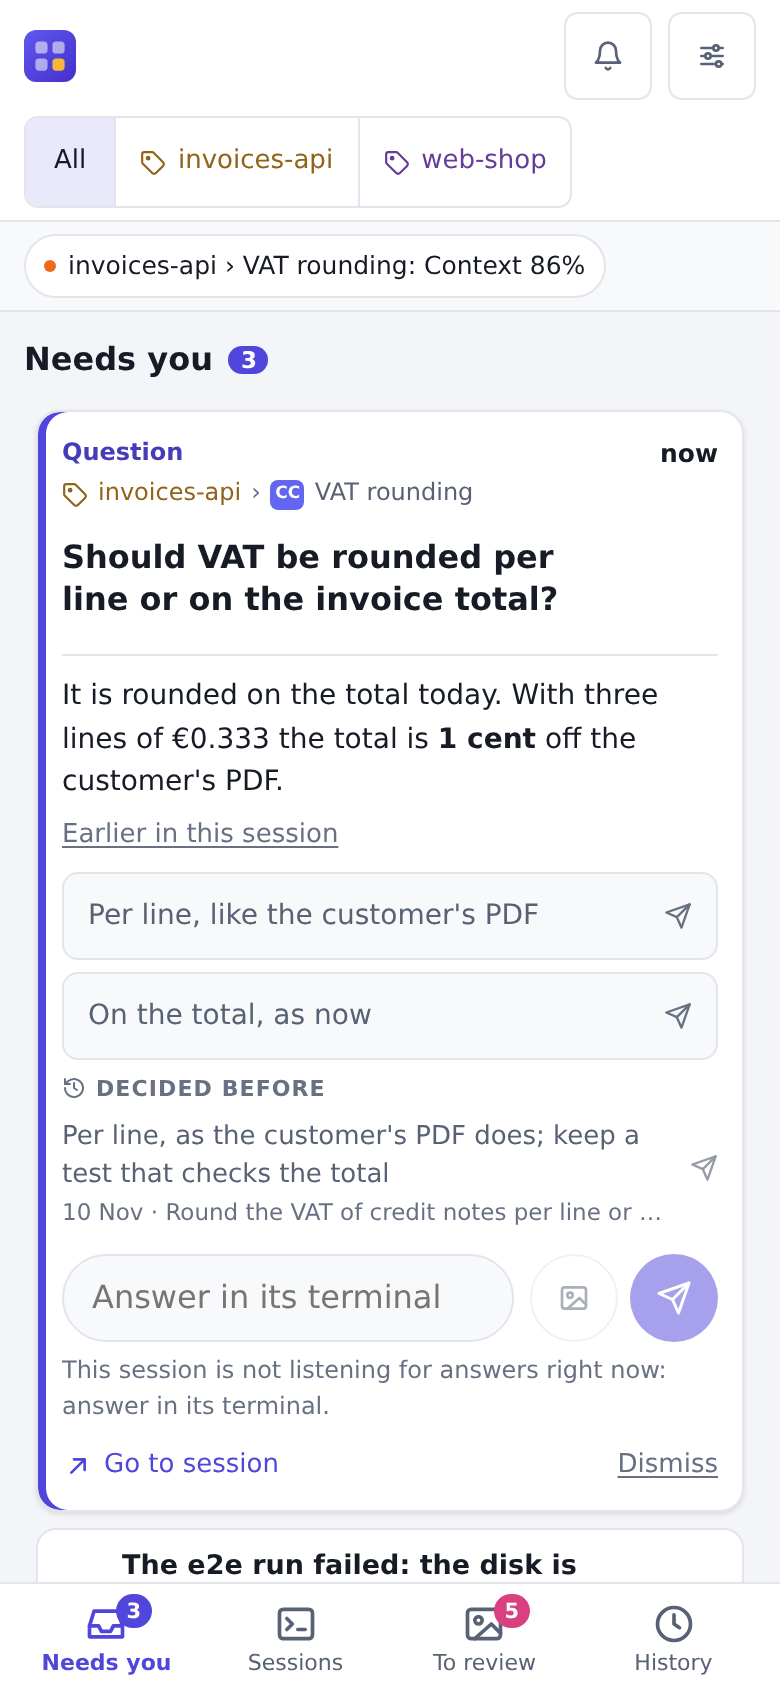 All
invoices-api
web-shop
invoices-api › VAT rounding: Context 86%
Needs you 3
Question
now
invoices-api › CC VAT rounding
Should VAT be rounded per
line or on the invoice total?
It is rounded on the total today. With three
lines of €0.333 the total is 1 cent off the
customer's PDF.
Earlier in this session
Per line, like the customer's PDF
On the total, as now
DECIDED BEFORE
Per line, as the customer's PDF does; keep a
test that checks the total
10 Nov · Round the VAT of credit notes per line or …
Answer in its terminal
This session is not listening for answers right now:
answer in its terminal.
Go to session
Dismiss
The e2e run failed: the disk is
3
5
Needs you
Sessions
To review
History